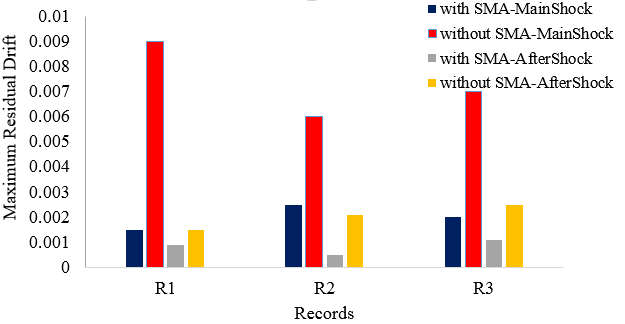 with SMA-MainShock
without SMA-MainShock
with SMA-AfterShock
without SMA-AfterShock
Maximum Residual Drift
0.01
0.009
0.008
0.007
0.006
0.005
0.004
0.003
0.002
0.001
0
R1
R2
R3
Records